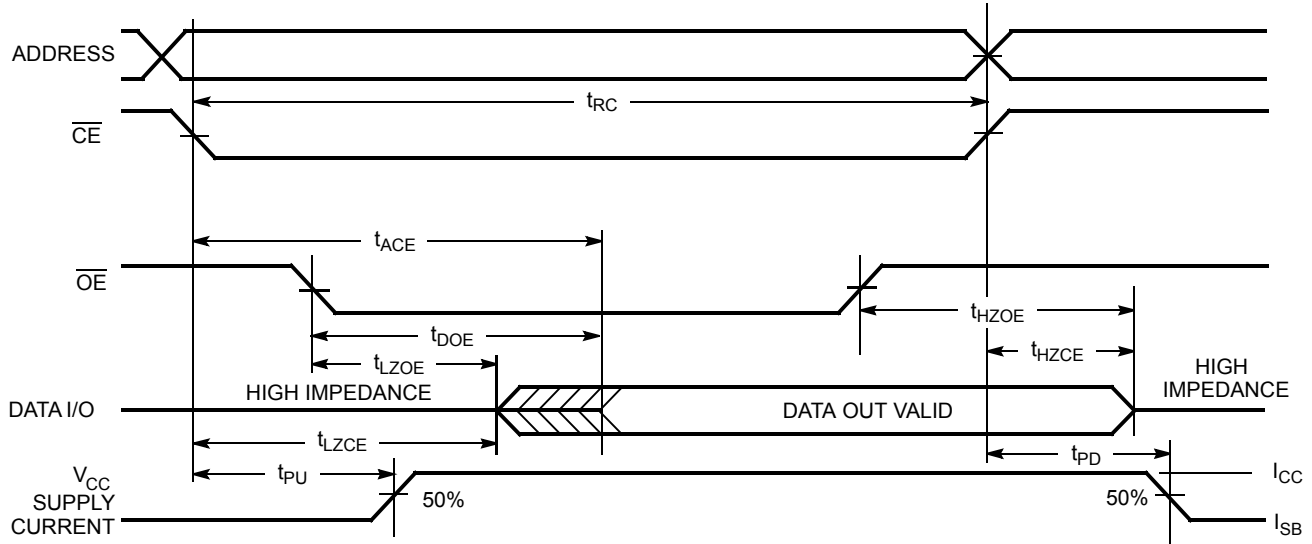 ADDRESS
tRC
CE
tACE
OE
tHZOE
tDOE
tHZCE
tLZOE
HIGH IMPEDANCE
HIGH
IMPEDANCE
DATA I/O
DATA OUT VALID
tLZCE
tPD
tPU
VCC
SUPPLY
CURRENT
50%
50%
ICC
ISB